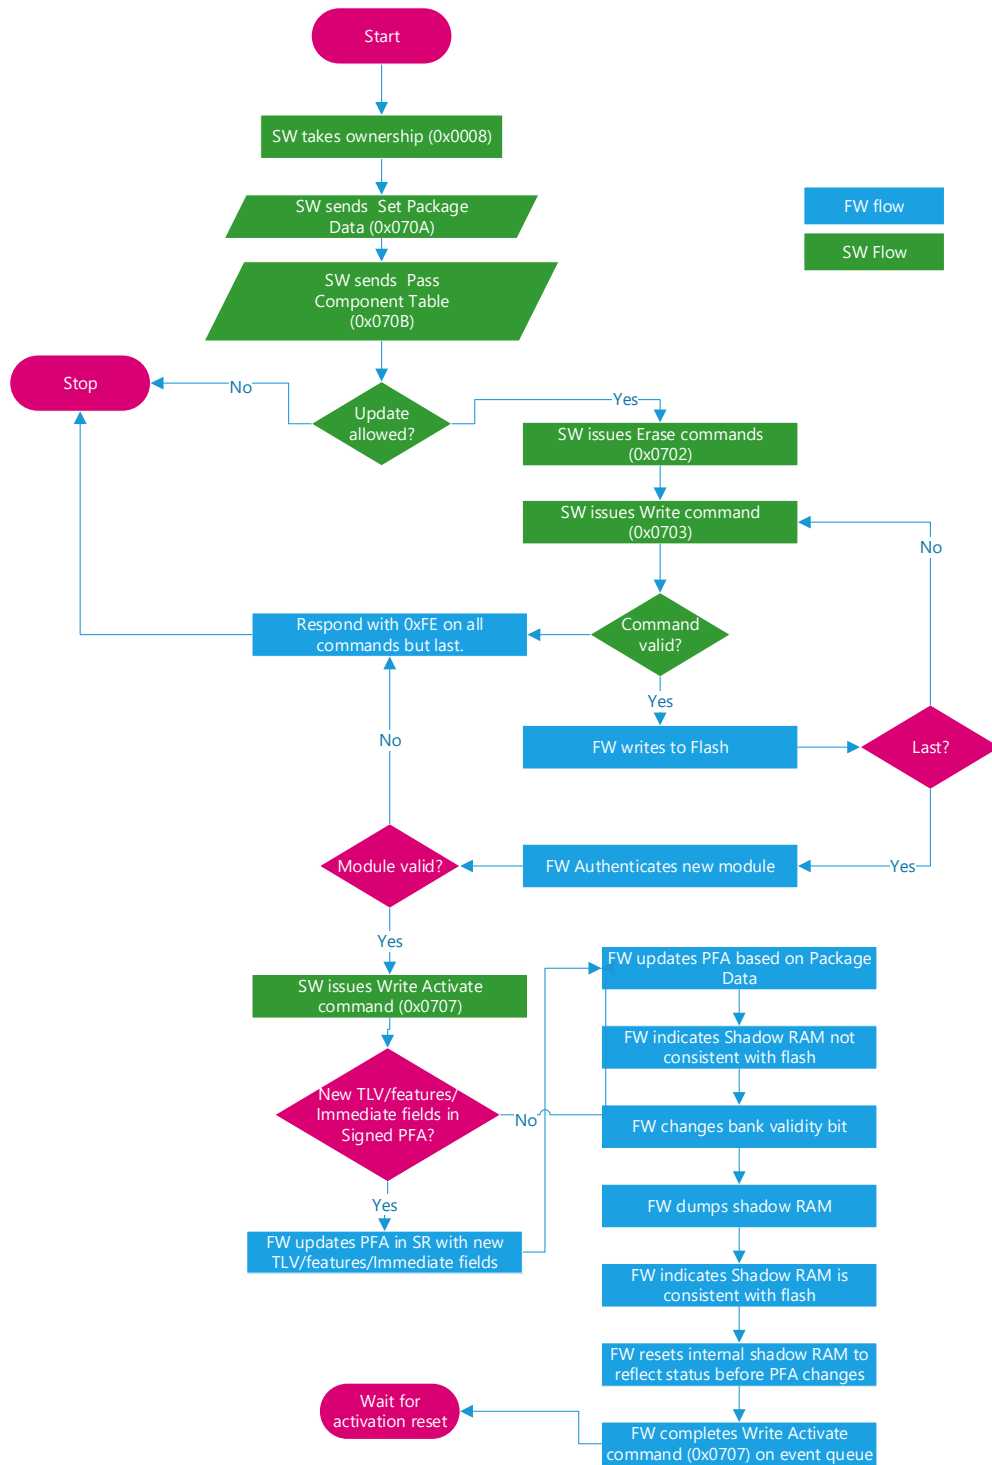 Start
SW takes ownership (0x0008)
SW sends  Set Package
Data (0x070A)
FW flow
SW Flow
SW sends  Pass
Component Table
(0x070B)
Stop
No
Update
allowed?
Yes
SW issues Erase commands
(0x0702)
SW issues Write command
(0x0703)
No
Respond with 0xFE on all
commands but last.
Command
valid?
Yes
No
FW writes to Flash
Last?
Module valid?
FW Authenticates new module
Yes
Yes
SW issues Write Activate
command (0x0707)
New TLV/features/
Immediate fields in
Signed PFA?
No
Yes
FW updates PFA in SR with new
TLV/features/Immediate fields
FW updates PFA based on Package
Data
FW indicates Shadow RAM not
consistent with flash
FW changes bank validity bit
FW dumps shadow RAM
FW indicates Shadow RAM is
consistent with flash
FW resets internal shadow RAM to
reflect status before PFA changes
FW completes Write Activate
command (0x0707) on event queue
Wait for
activation reset